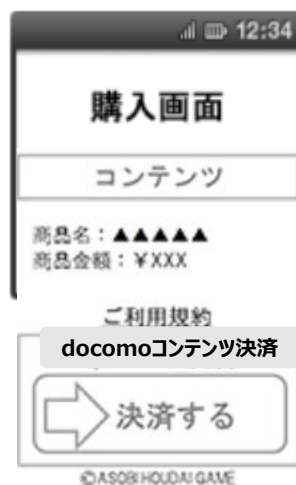 12:34
購入画面
コンテンツ
商品名：▲▲▲▲▲
商品金額：￥XXX
ご利用規約
docomoコンテンツ決済
決済する
©ASOBI HOUDAI GAME